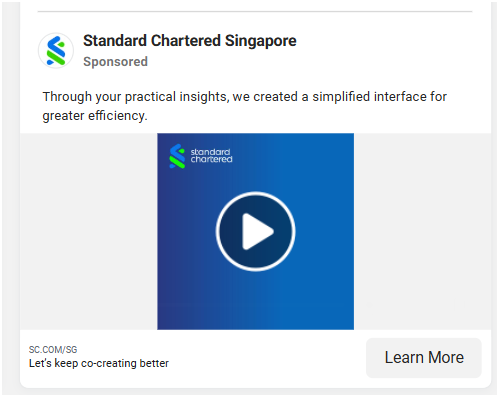 Standard Chartered Singapore
Sponsored
Through your practical insights, we created a simplified interface for
greater efficiency.
standard
chartered
SC.COM/SG
Let's keep co-creating better
Learn More